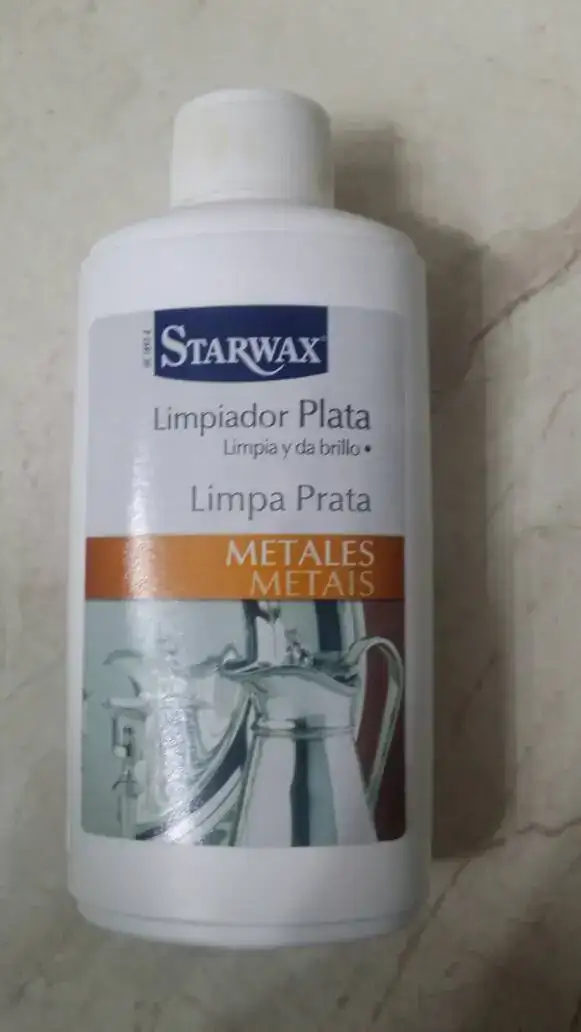 STARWAX
Limpiador Plata
Limpia y da brillo •
Limpa Prata
METALES
METAIS